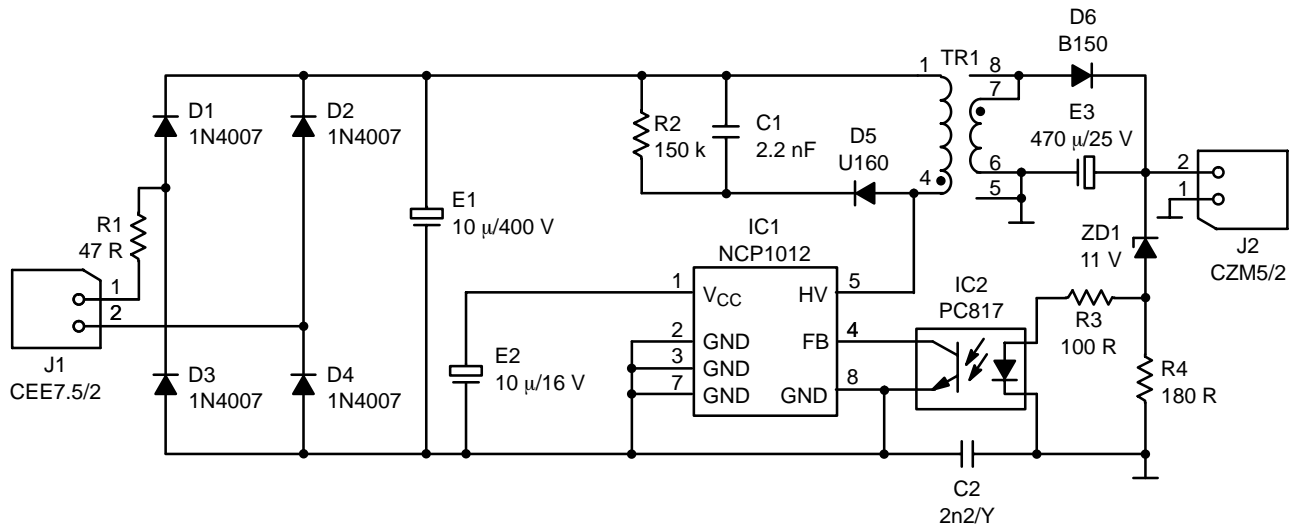 D6
B150
TR1
1
8
7
E3
470 μ/25 V
D1
1N4007
D2
1N4007
R2
150 k
C1
2.2 nF
D5
U160
4
6
5
2
1
J2
CZM5/2
R1
47 R
E1
10 μ/400 V
IC1
NCP1012
ZD1
11 V
1
2
J1
CEE7.5/2
1
VCC
HV
5
IC2
PC817
R3
100 R
2
GND
FB
4
3
GND
7
GND
GND
8
E2
10 μ/16 V
R4
180 R
D3
1N4007
D4
1N4007
C2
2n2/Y